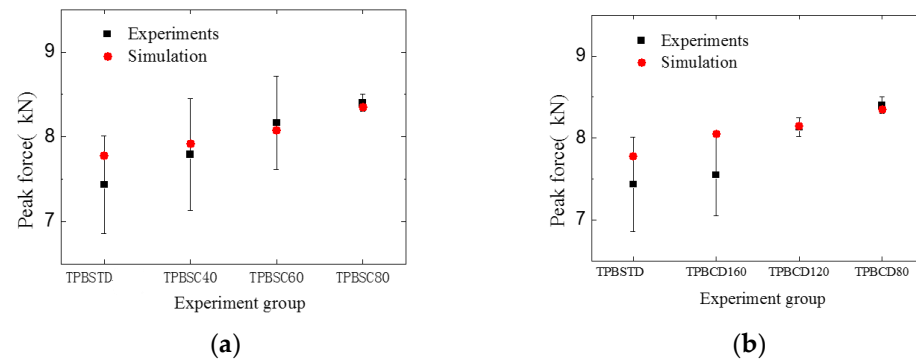 9
8
7
Peak force( kN)
Experiments
Simulation
TPBSTD
TPBSC40
TPBSC60
TPBSC80
Experiment group
(a)
9
8
7
Peak force( kN)
Experiments
Simulation
TPBSTD
TPBCD160
TPBCD120
TPBCD80
Experiment group
(b)